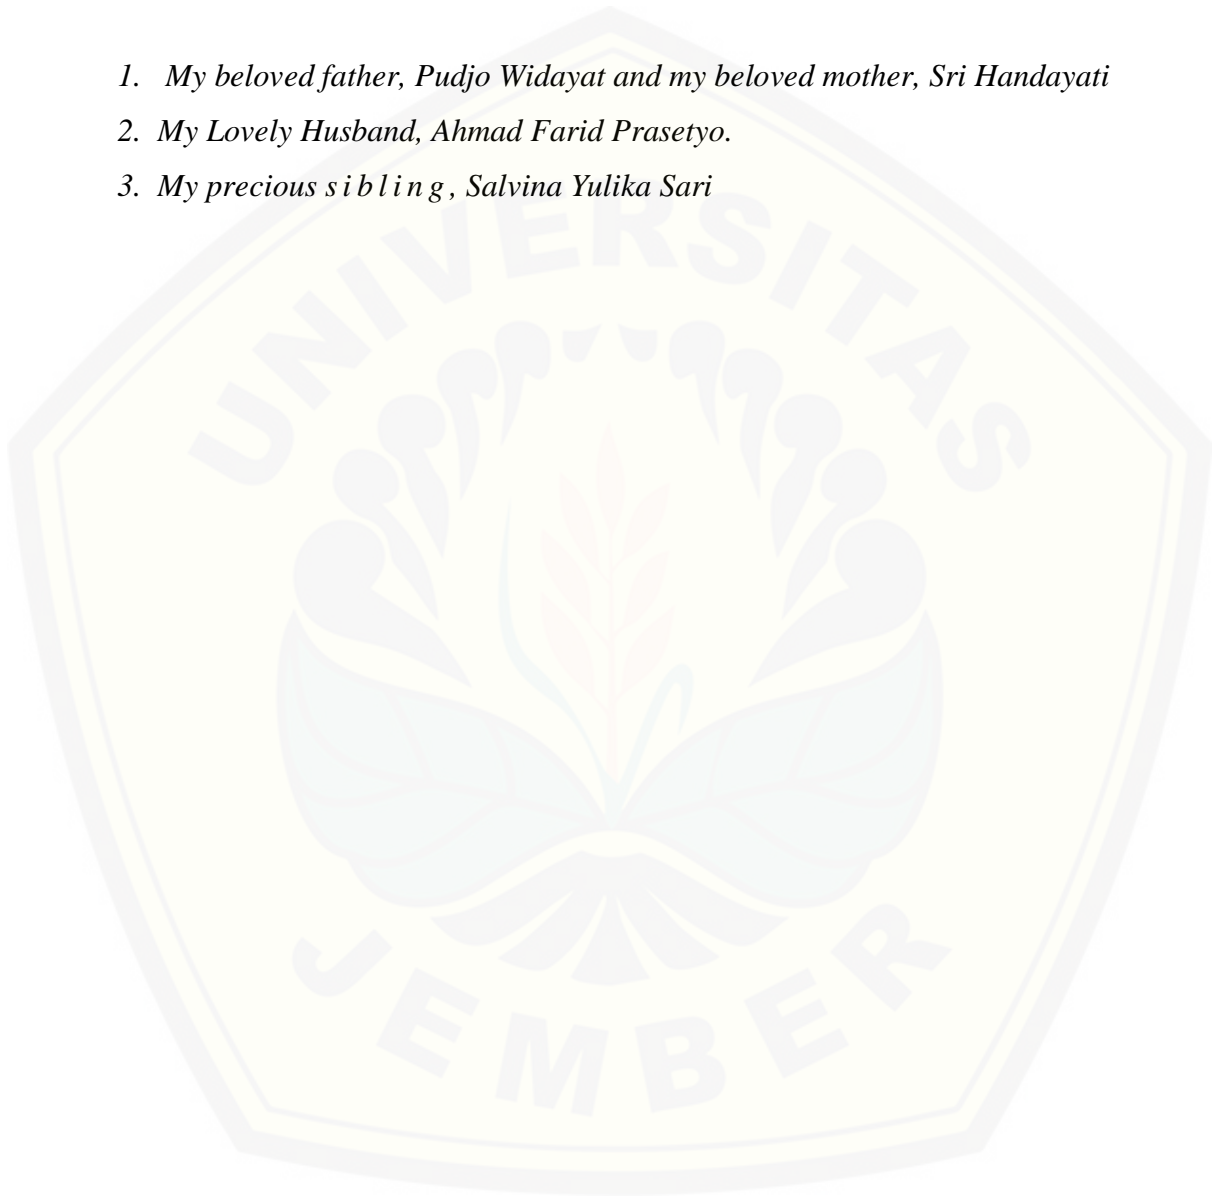 1. My beloved father, Pudjo Widayat and my beloved mother, Sri Handayati
2. My Lovely Husband, Ahmad Farid Prasetyo.
3. My precious sibling, Salvina Yulika Sari
UNIVERSITAS
JEMBER